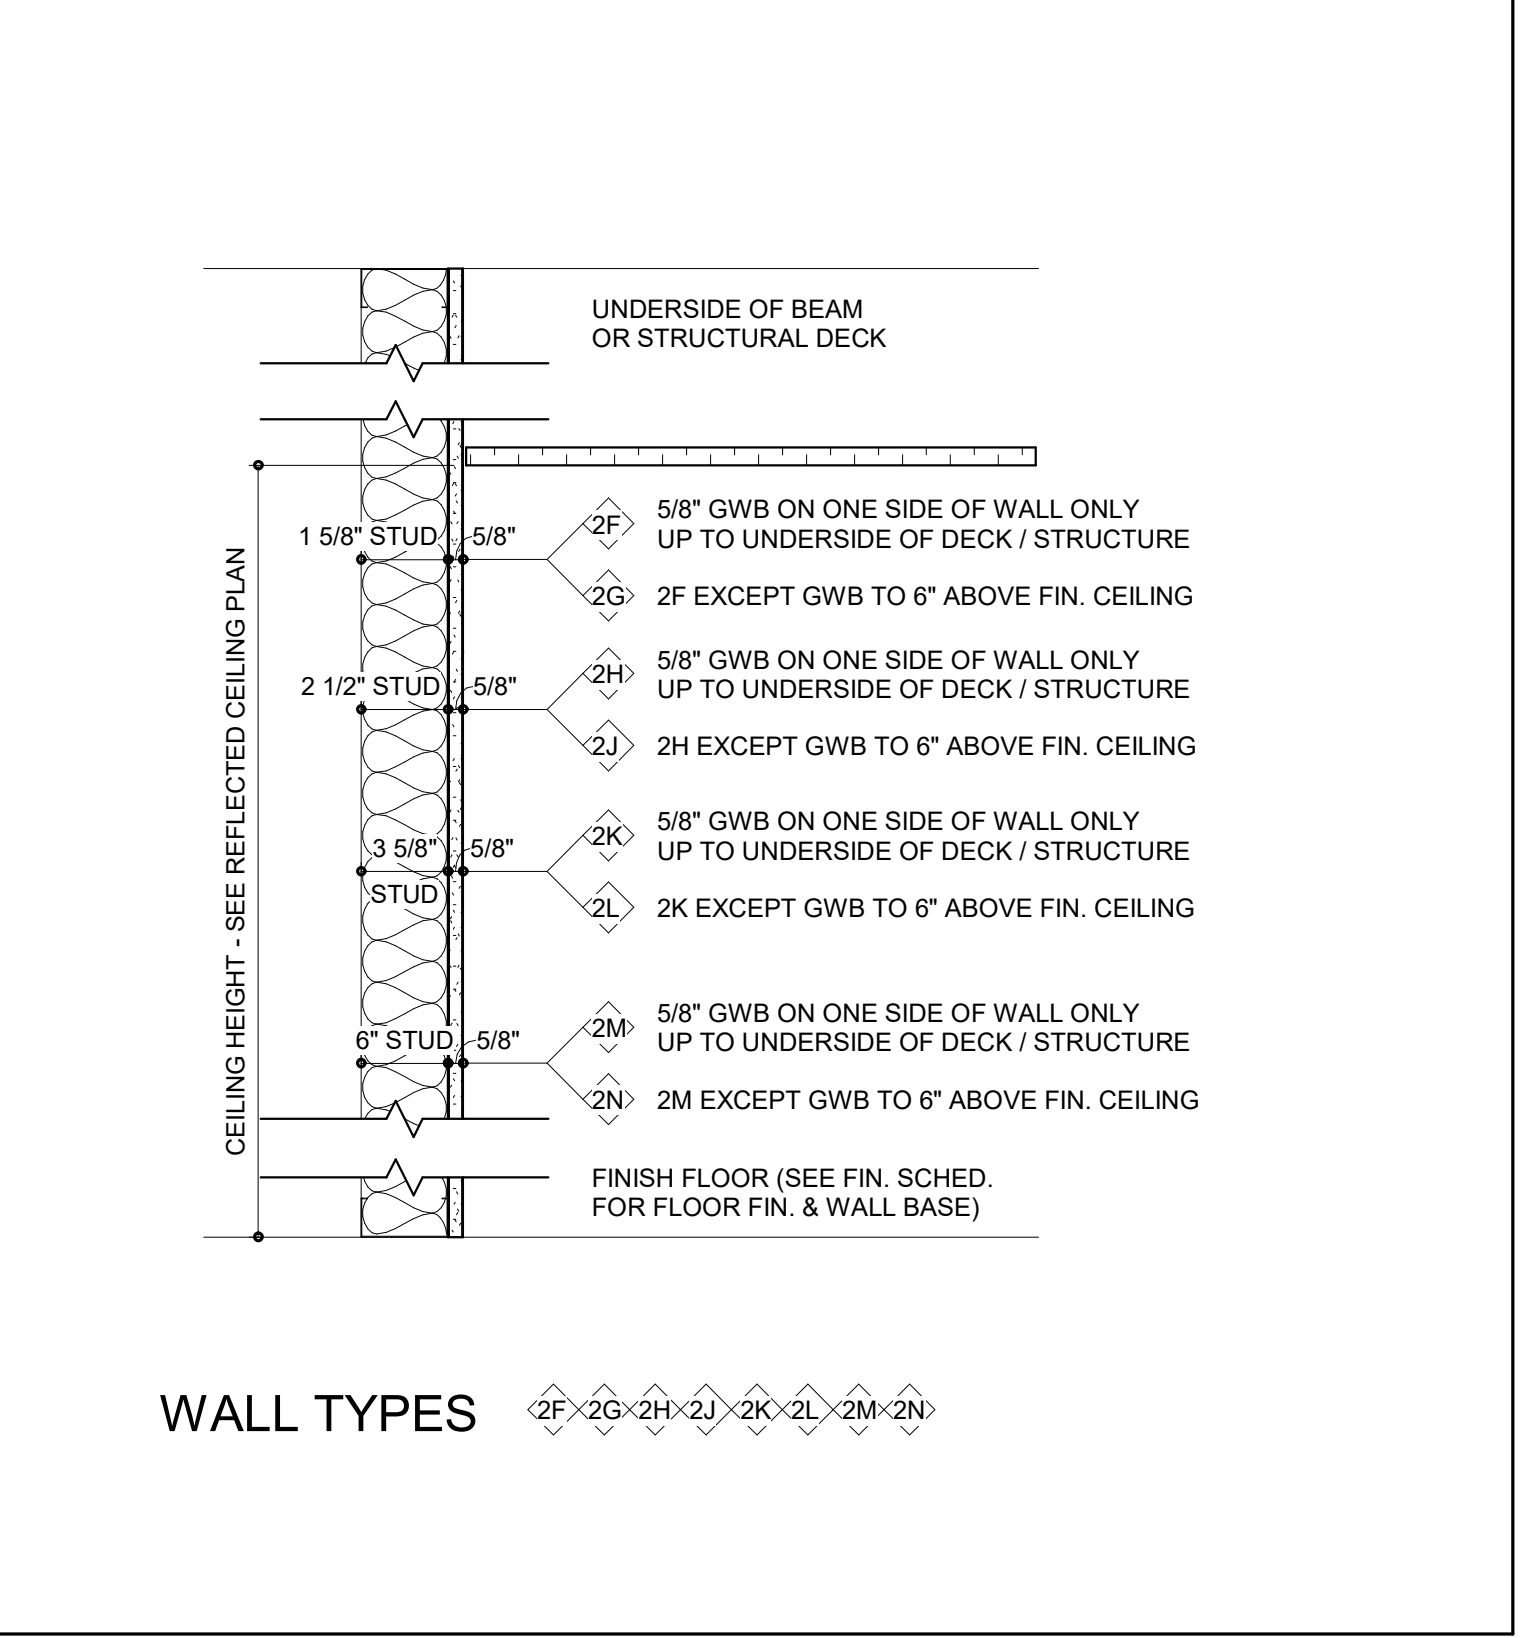 UNDERSIDE OF BEAM
OR STRUCTURAL DECK
CEILING HEIGHT - SEE REFLECTED CEILING PLAN
1 5/8" STUD
5/8"
2F
5/8" GWB ON ONE SIDE OF WALL ONLY
UP TO UNDERSIDE OF DECK / STRUCTURE
2G
2F EXCEPT GWB TO 6" ABOVE FIN. CEILING
2 1/2" STUD
5/8"
2H
5/8" GWB ON ONE SIDE OF WALL ONLY
UP TO UNDERSIDE OF DECK / STRUCTURE
2J
2H EXCEPT GWB TO 6" ABOVE FIN. CEILING
3 5/8"
STUD
5/8"
2K
5/8" GWB ON ONE SIDE OF WALL ONLY
UP TO UNDERSIDE OF DECK / STRUCTURE
2L
2K EXCEPT GWB TO 6" ABOVE FIN. CEILING
6" STUD
5/8"
2M
5/8" GWB ON ONE SIDE OF WALL ONLY
UP TO UNDERSIDE OF DECK / STRUCTURE
2N
2M EXCEPT GWB TO 6" ABOVE FIN. CEILING
FINISH FLOOR (SEE FIN. SCHED.
FOR FLOOR FIN. & WALL BASE)
WALL TYPES 2F 2G 2H 2J 2K 2L 2M 2N